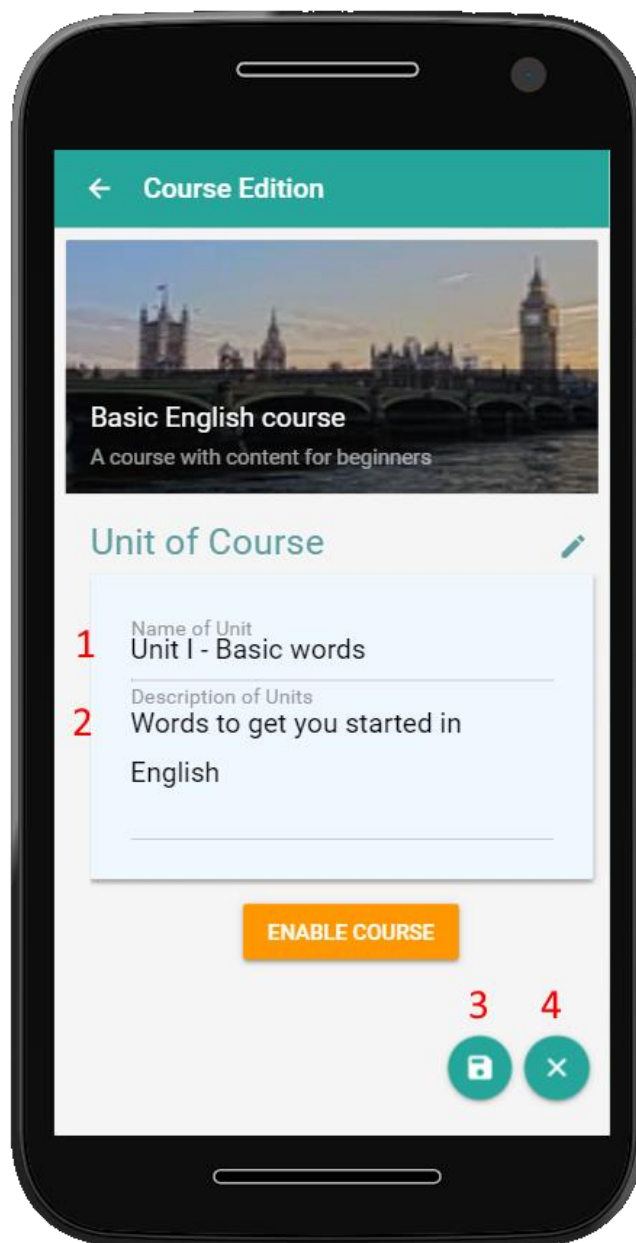 Course Edition
Basic English course
A course with content for beginners
Unit of Course
1
Name of Unit
Unit I - Basic words
2
Description of Units
Words to get you started in
English
ENABLE COURSE
3 4